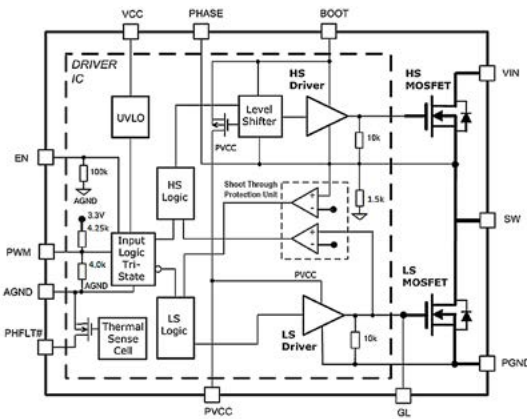 VCC
PHASE
BOOT
DRIVER
IC
HS
Driver
HS
MOSFET
VIN
UVLO
Level
Shifter
PVCC
10k
EN
100k
AGND
HS
Logic
Shoot Through
Protection Unit
1.5k
3.3V
4.25k
+
-
SW
PWM
Input
Logic
Tri-
State
+
-
4.0k
AGND
AGND
LS
MOSFET
PVCC
LS
Logic
PHFLT#
Thermal
Sense
Cell
LS
Driver
10k
PGND
PVCC
GL